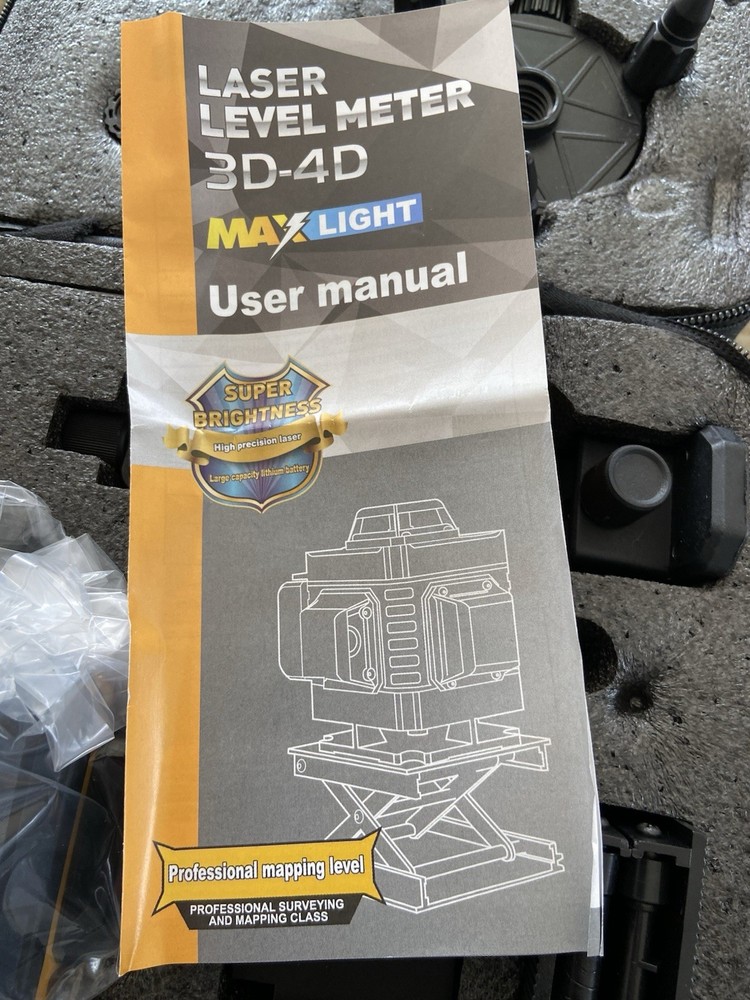 LASER
LEVEL METER
3D-4D
MAX LIGHT
User manual
SUPER
BRIGHTNESS
High precision laser
Large capacity lithium battery
Professional mapping level
PROFESSIONAL SURVEYING
AND MAPPING CLASS